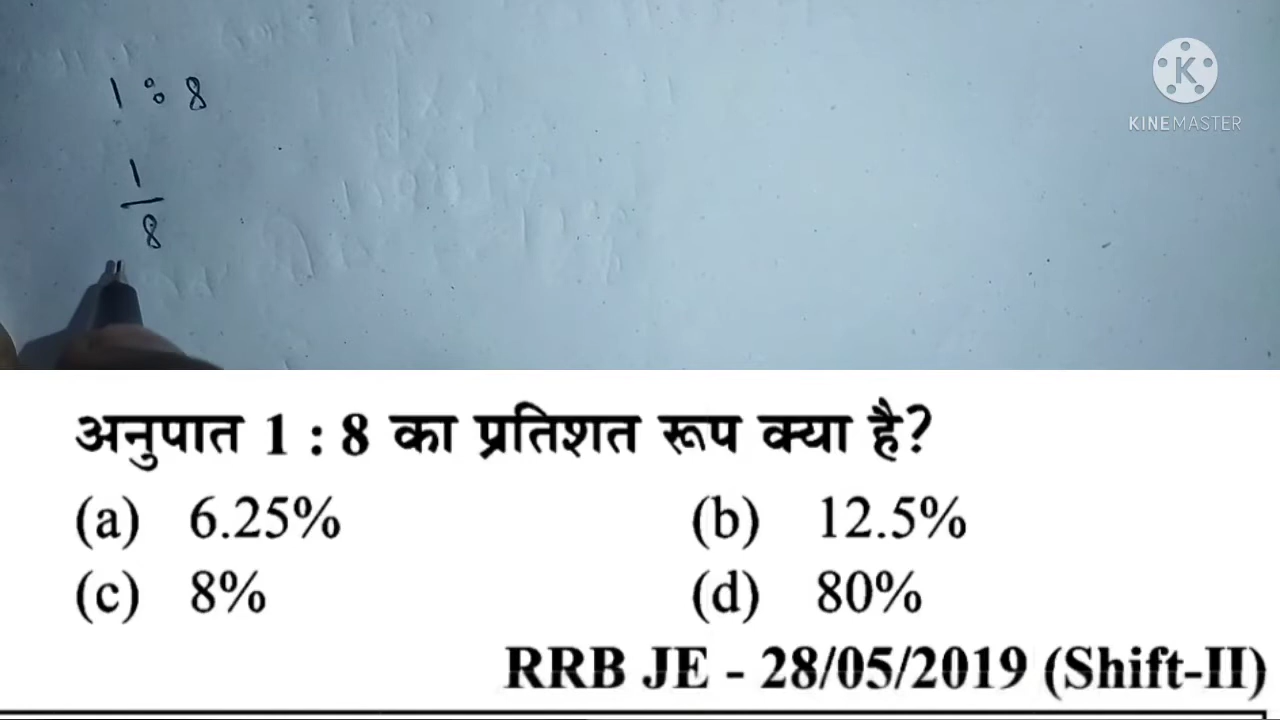 1 : 8
KINEMASTER
1
8
अनुपात 1 : 8 का प्रतिशत रूप क्या है?
(a) 6.25% (b) 12.5%
(c) 8% (d) 80%
RRB JE - 28/05/2019 (Shift-II)